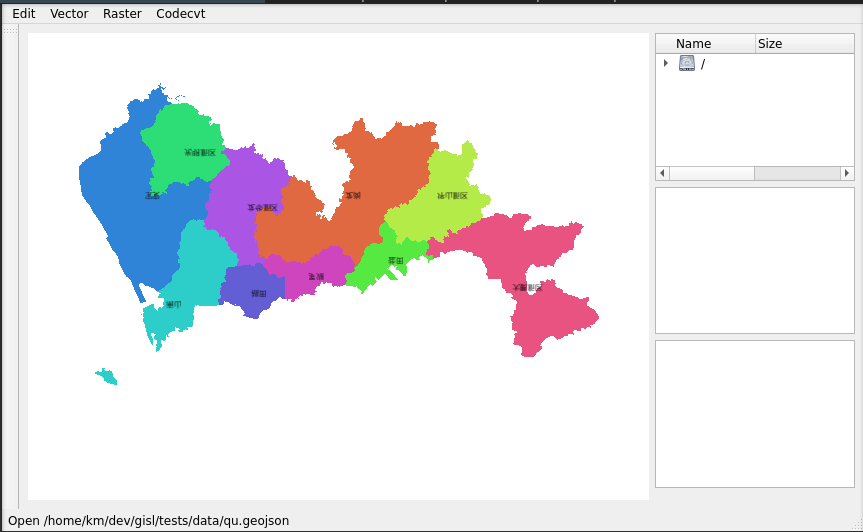 Edit Vector Raster Codecvt
Name Size
/
光明新区
宝安
龙岗
坪山新区
龙华新区
盐田
罗湖
大鹏新区
福田
南山
Open /home/km/dev/gisl/tests/data/qu.geojson